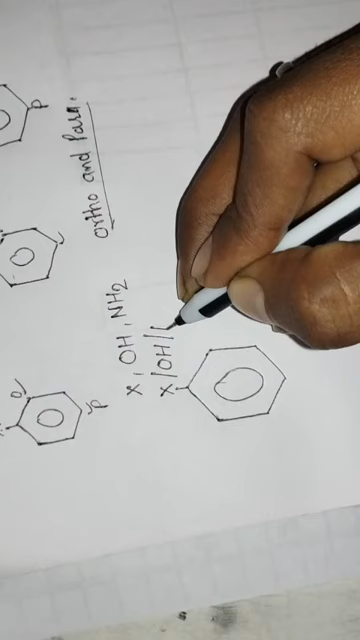 P
ortho and Para.
O
P
X, OH, NH2
X/OH/